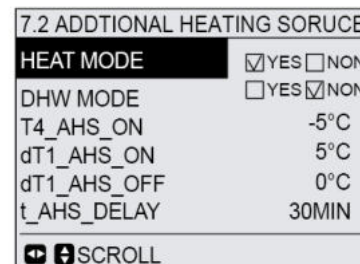 7.2 ADDTIONAL HEATING SORUCE
HEAT MODE ☑YES ☐NON
DHW MODE ☐YES ☑NON
T4_AHS_ON -5°C
dT1_AHS_ON 5°C
dT1_AHS_OFF 0°C
t_AHS_DELAY 30MIN
SCROLL